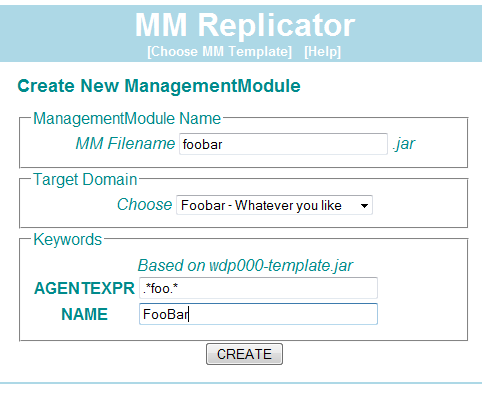 MM Replicator
[Choose MM Template] [Help]
Create New ManagementModule
ManagementModule Name
MM Filename foobar .jar
Target Domain
Choose Foobar - Whatever you like
Keywords
Based on wdp000-template.jar
AGENTEXPR .*foo.*
NAME FooBar
CREATE